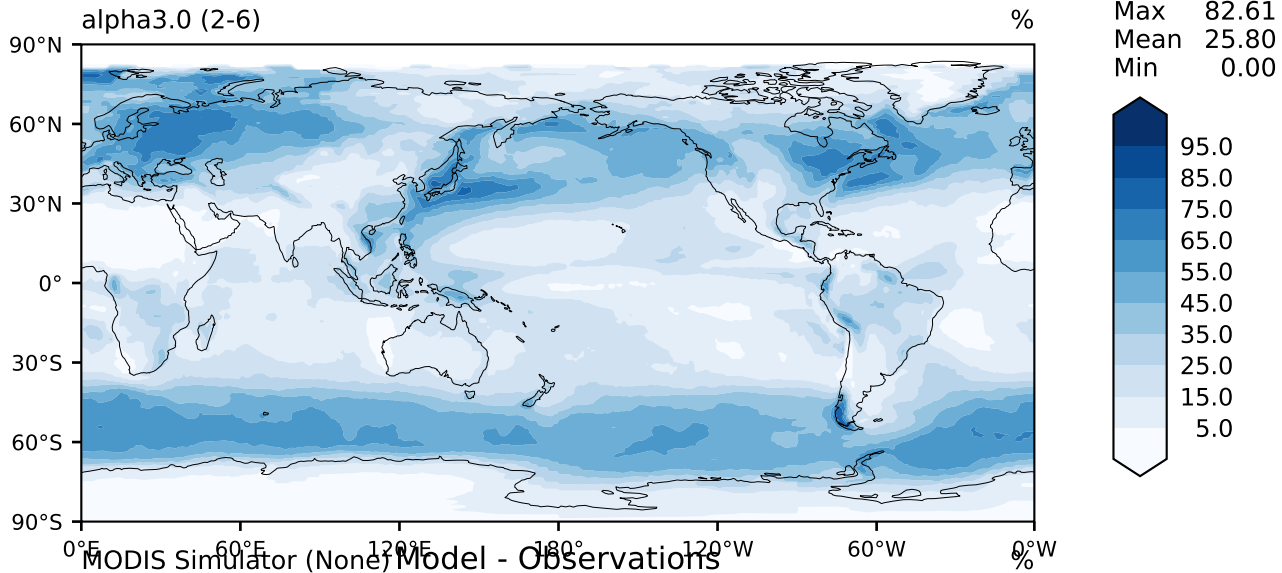 alpha3.0 (2-6) %
Max 82.61
Mean 25.80
Min 0.00
90°N
60°N
30°N
0°
30°S
60°S
90°S
95.0
85.0
75.0
65.0
55.0
45.0
35.0
25.0
15.0
5.0
0°E 60°E 120°E 180° 120°W 60°W 0°W
MODIS Simulator (None) Model - Observations %